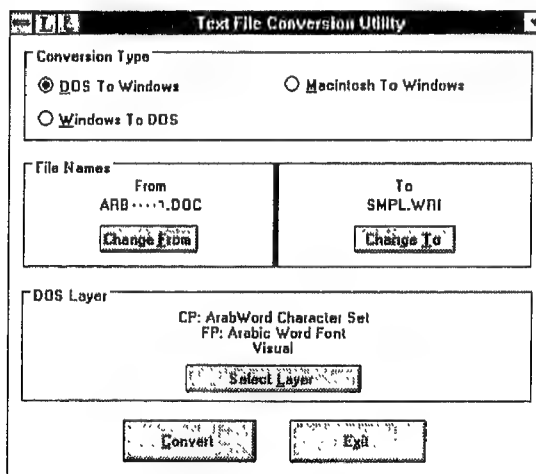 Text File Conversion Utility
Conversion Type
DOS To Windows
Macintosh To Windows
Windows To DOS
File Names
From
To
SMPL.WRI
Change From
Change To
DOS Layer
CP: ArabWord Character Set
FP: Arabic Word Font
Visual
Select Layer
Convert
Exit